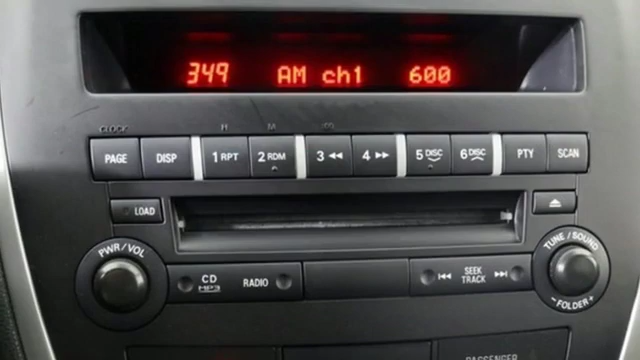 349 AM ch1 600
CLOCK H M
PAGE DISP 1 RPT 2 RDM 3 ◄◄ 4 ►► 5 DISC 6 DISC PTY SCAN
LOAD
PWR/VOL TUNE / SOUND
CD MP3 RADIO SEEK TRACK
- FOLDER +
PASSENGER